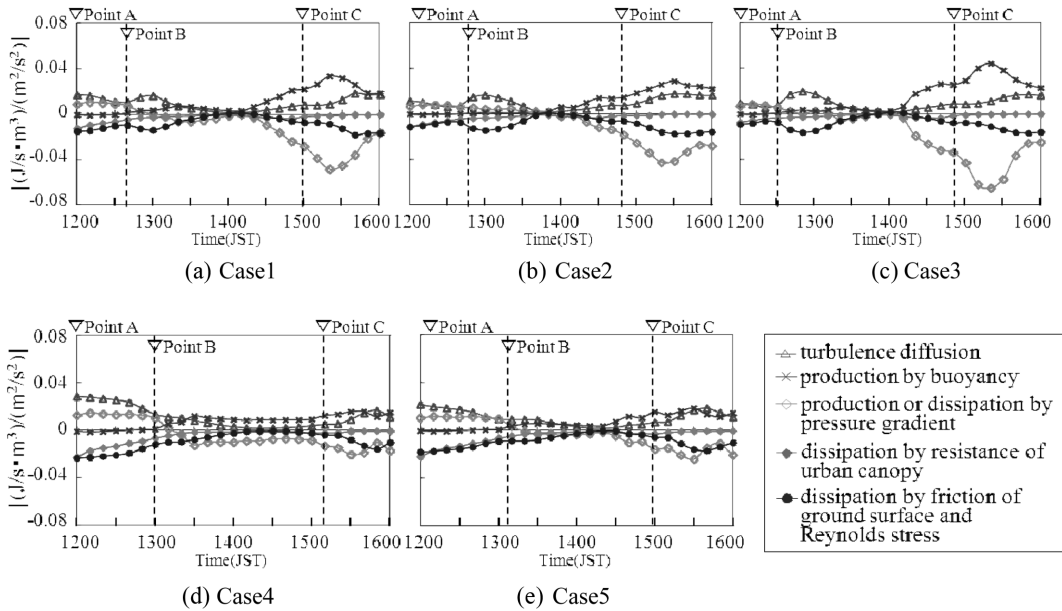 Point A
Point B
Point C
|(J/s・m³)/(m²/s²)|
0.08
0.04
0
-0.04
-0.08
1200 1300 1400 1500 1600
Time(JST)
(a) Case1
Point A
Point B
Point C
1200 1300 1400 1500 1600
Time(JST)
(b) Case2
Point A
Point B
Point C
1200 1300 1400 1500 1600
Time(JST)
(c) Case3
Point A
Point B
Point C
|(J/s・m³)/(m²/s²)|
0.08
0.04
0
-0.04
-0.08
1200 1300 1400 1500 1600
Time(JST)
(d) Case4
Point A
Point B
Point C
1200 1300 1400 1500 1600
Time(JST)
(e) Case5
turbulence diffusion
production by buoyancy
production or dissipation by
pressure gradient
dissipation by resistance of
urban canopy
dissipation by friction of
ground surface and
Reynolds stress